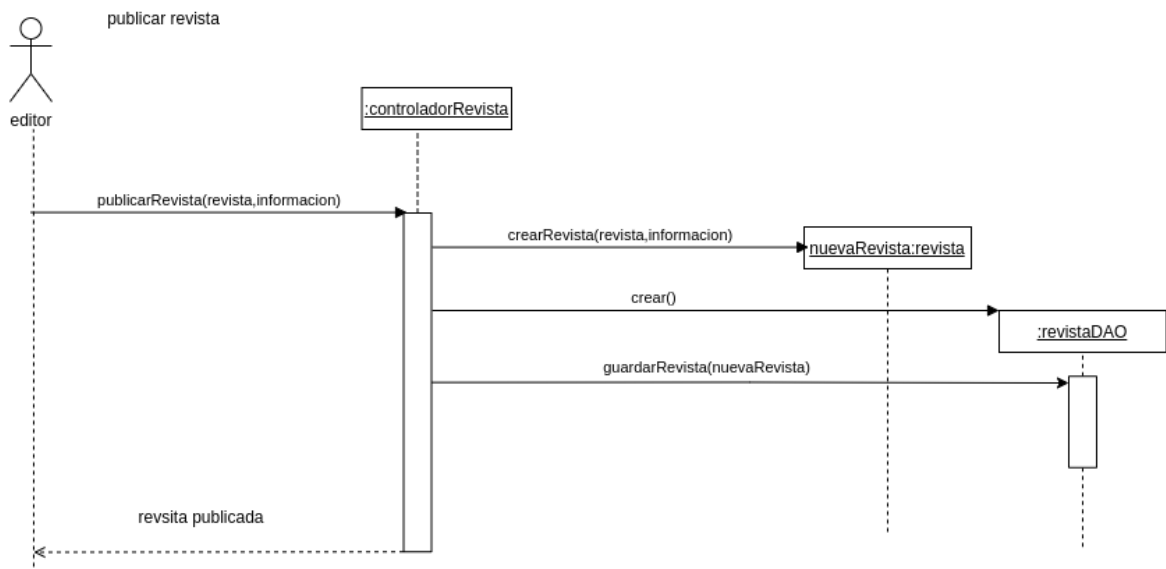 publicar revista
editor
:controladorRevista
publicarRevista(revista,informacion)
crearRevista(revista,informacion)
nuevaRevista:revista
crear()
:revistaDAO
guardarRevista(nuevaRevista)
revsita publicada